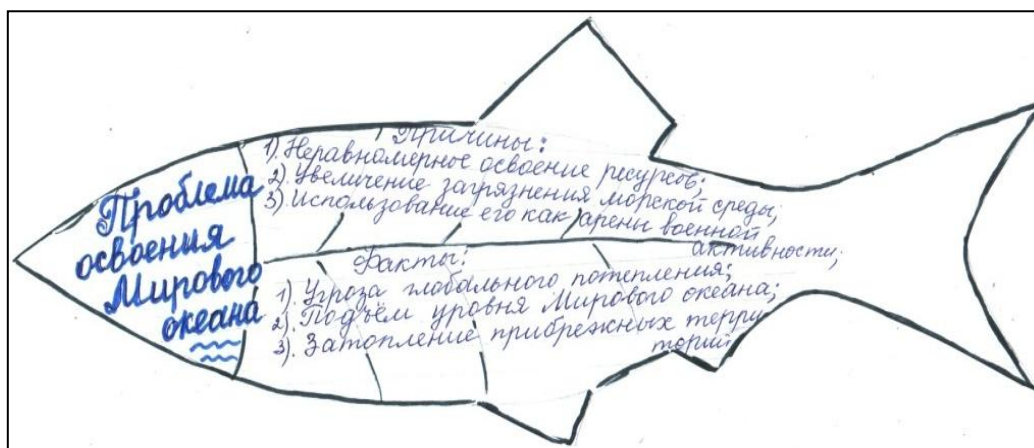 Проблема
освоения
Мирового
океана
Причины:
1). Неравномерное освоение ресурсов;
2). Увеличение загрязнения морской среды;
3). Использование его как арены военной
активности;
Факты:
1). Угроза глобального потепления;
2). Подъём уровня Мирового океана;
3). Затопление прибрежных терри
торий